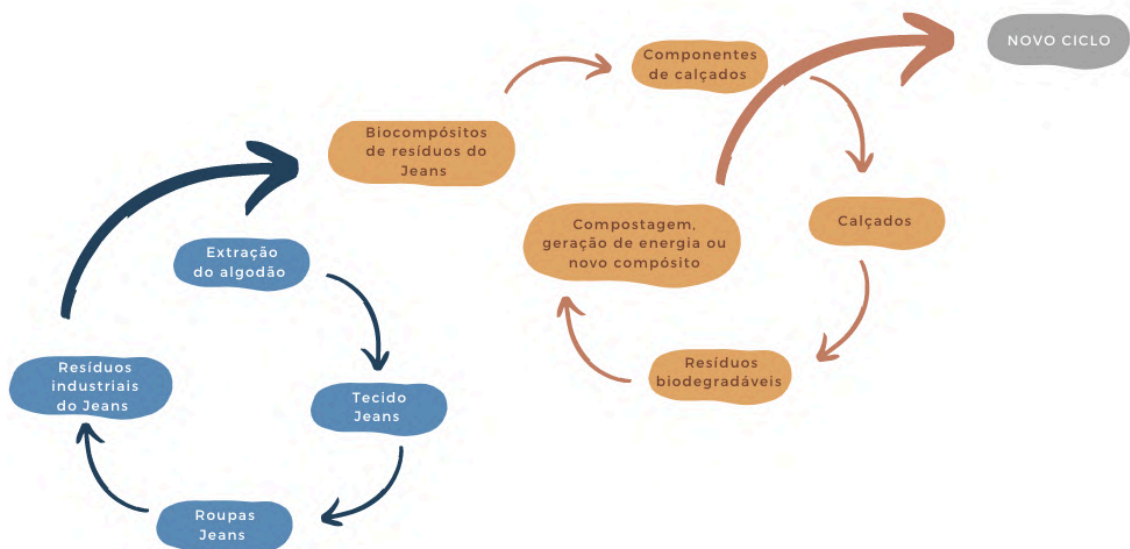 NOVO CICLO
Componentes
de calçados
Biocompósitos
de resíduos do
Jeans
Compostagem,
geração de energia ou
novo compósito
Calçados
Extração
do algodão
Resíduos
industriais
do Jeans
Tecido
Jeans
Resíduos
biodegradáveis
Roupas
Jeans